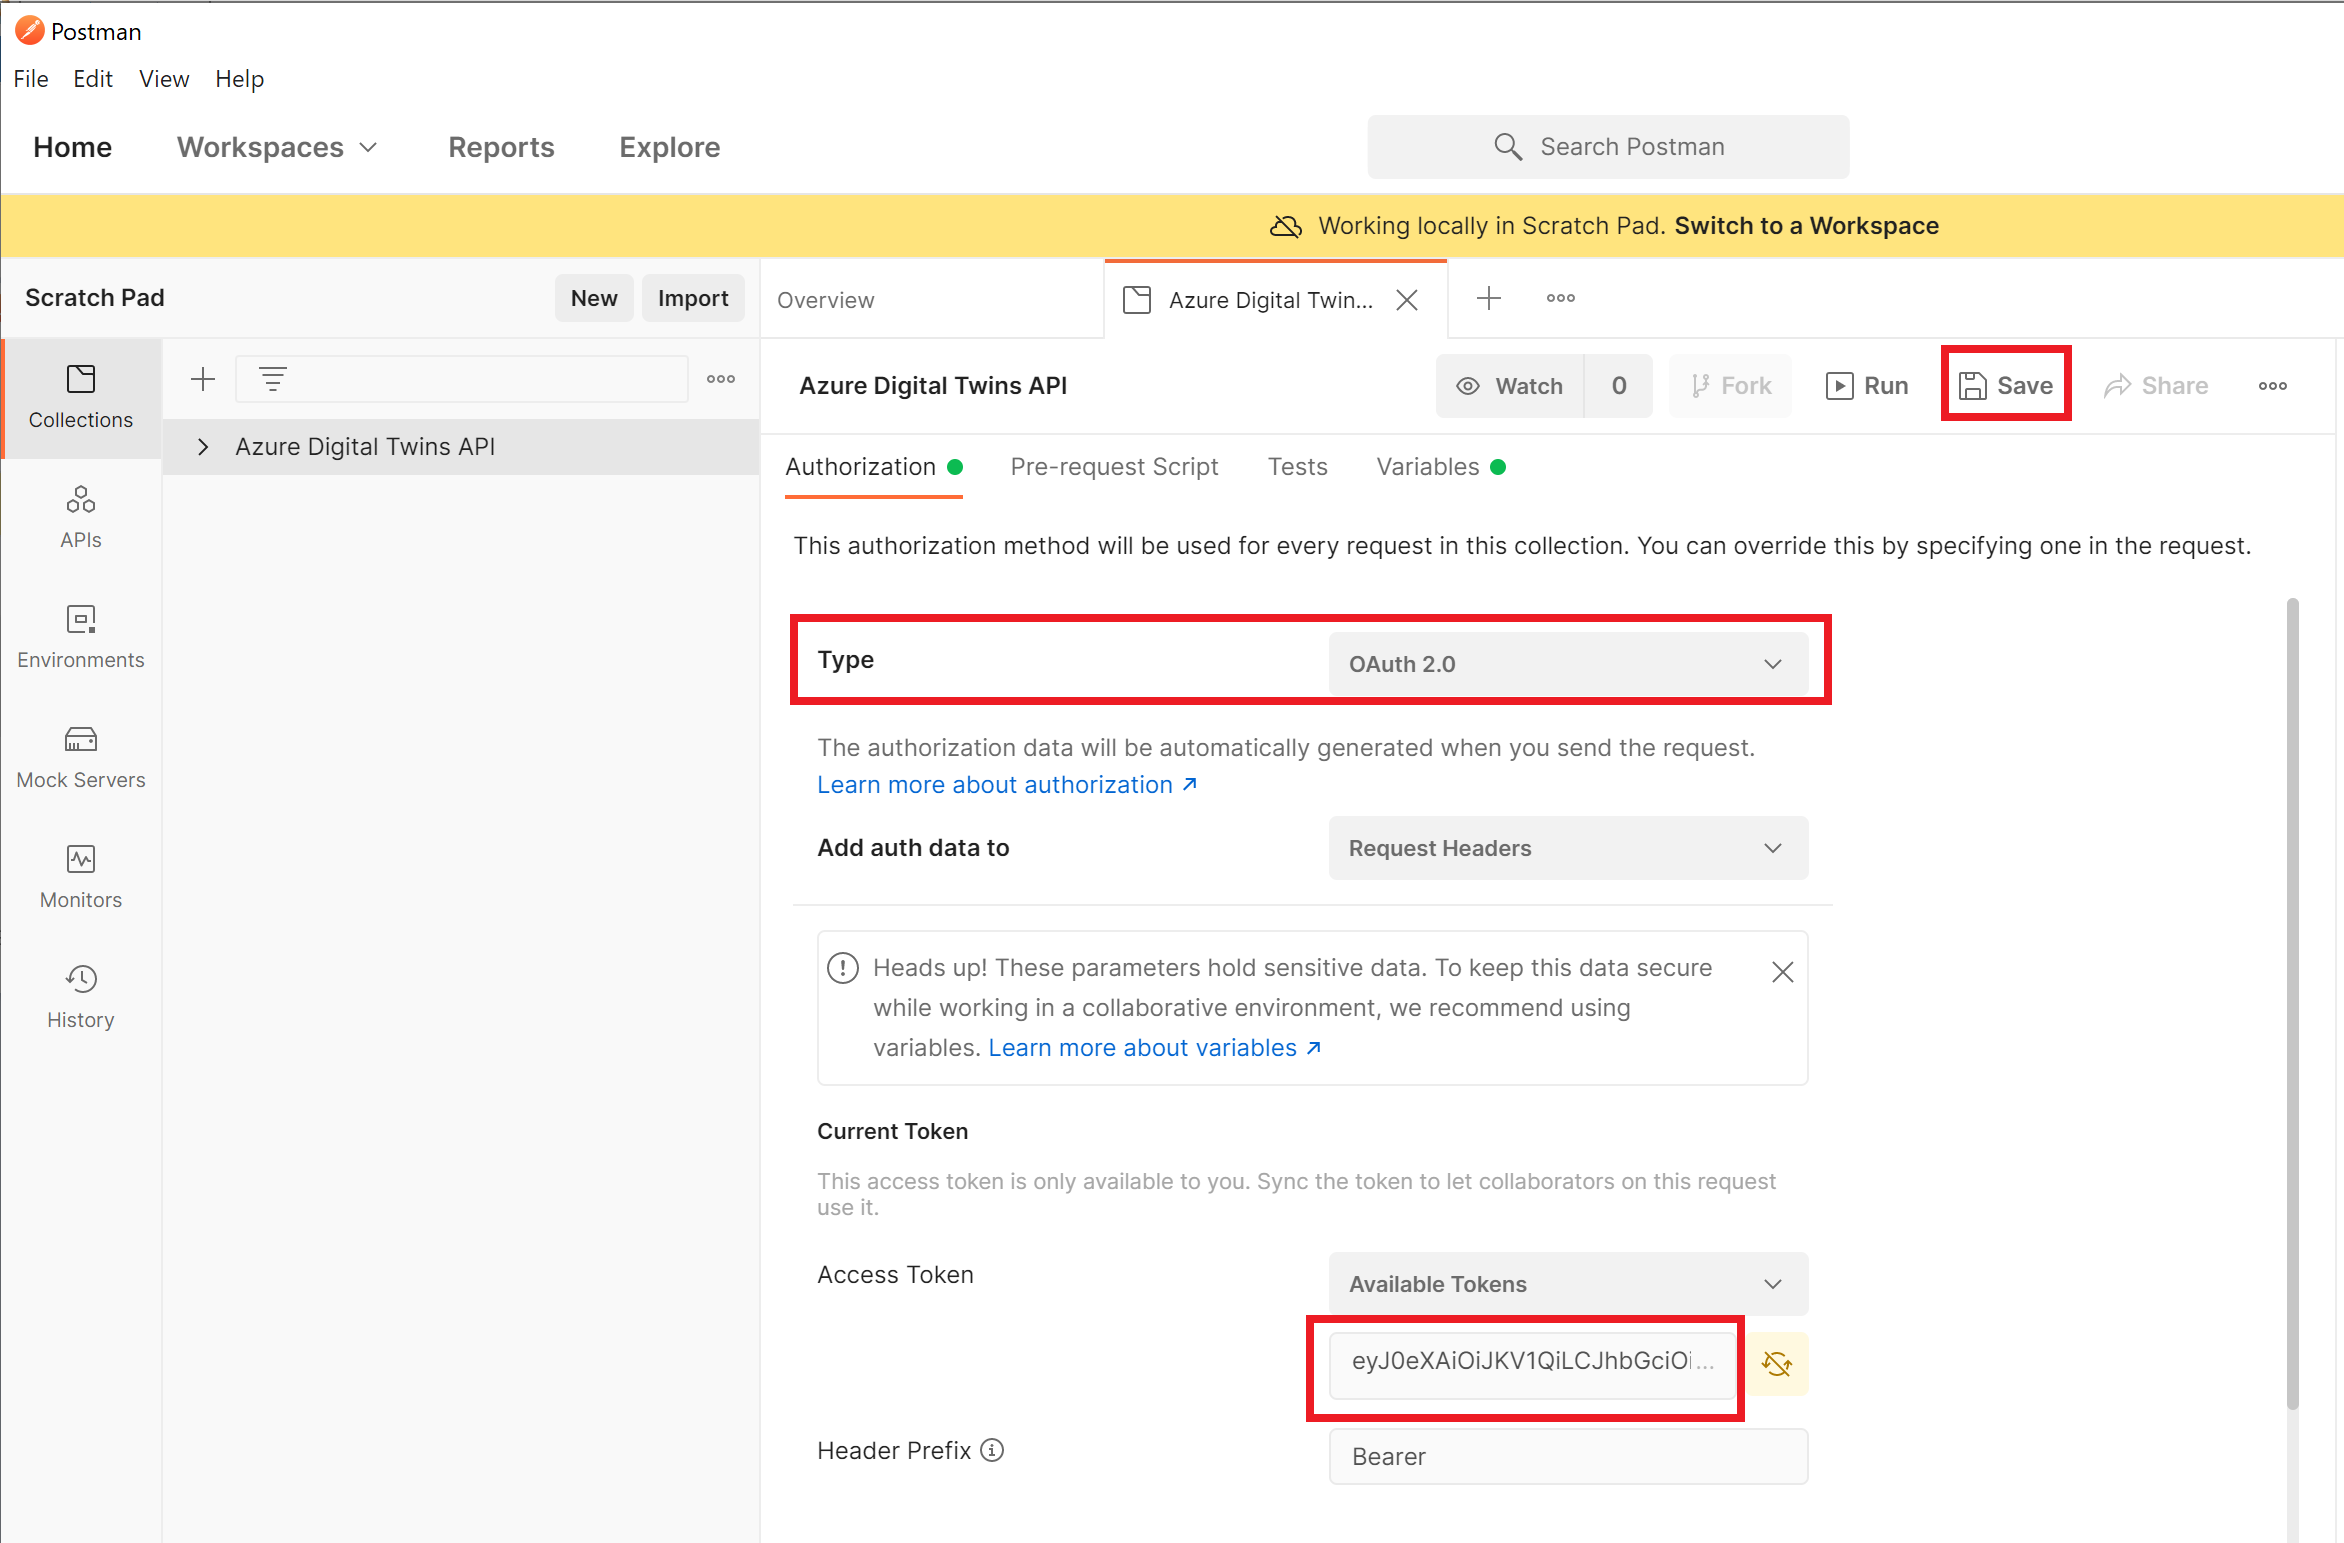 Postman
File Edit View Help
Home Workspaces Reports Explore Search Postman
Working locally in Scratch Pad. Switch to a Workspace
Scratch Pad New Import Overview Azure Digital Twin...
Collections
Azure Digital Twins API
Azure Digital Twins API Watch 0 Fork Run Save Share
Authorization Pre-request Script Tests Variables
This authorization method will be used for every request in this collection. You can override this by specifying one in the request.
APIs
Environments
Mock Servers
Monitors
History
Type OAuth 2.0
The authorization data will be automatically generated when you send the request.
Learn more about authorization ↗
Add auth data to Request Headers
Heads up! These parameters hold sensitive data. To keep this data secure
while working in a collaborative environment, we recommend using
variables. Learn more about variables ↗
Current Token
This access token is only available to you. Sync the token to let collaborators on this request
use it.
Access Token Available Tokens
eyJ0eXAiOiJKV1QiLCJhbGciOi...
Header Prefix Bearer